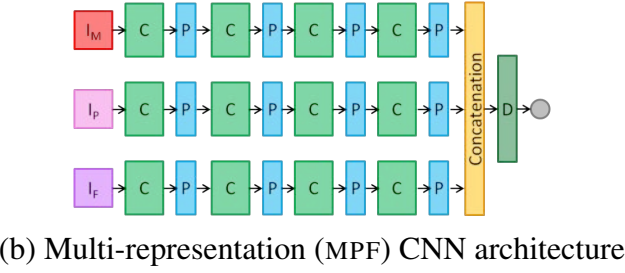 I_M C P C P C P C P
I_P C P C P C P C P
I_F C P C P C P C P
Concatenation
D
(b) Multi-representation (MPF) CNN architecture